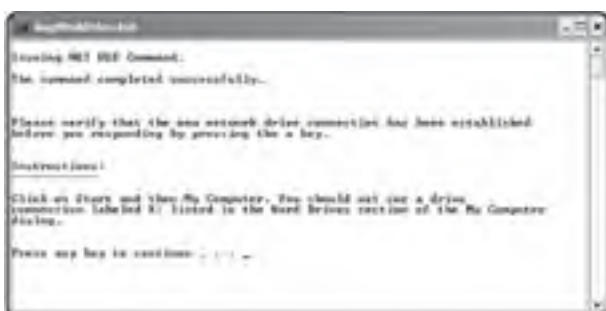 Issuing NET USE Command.
The command completed successfully.
Please verify that the new network drive connection has been established
before you responding by pressing the a key.
Instructions:
Click on Start and then My Computer. You should not see a drive
connection labeled listed in the Hard Drives section of the My Computer
dialog.
Press any key to continue . . . _